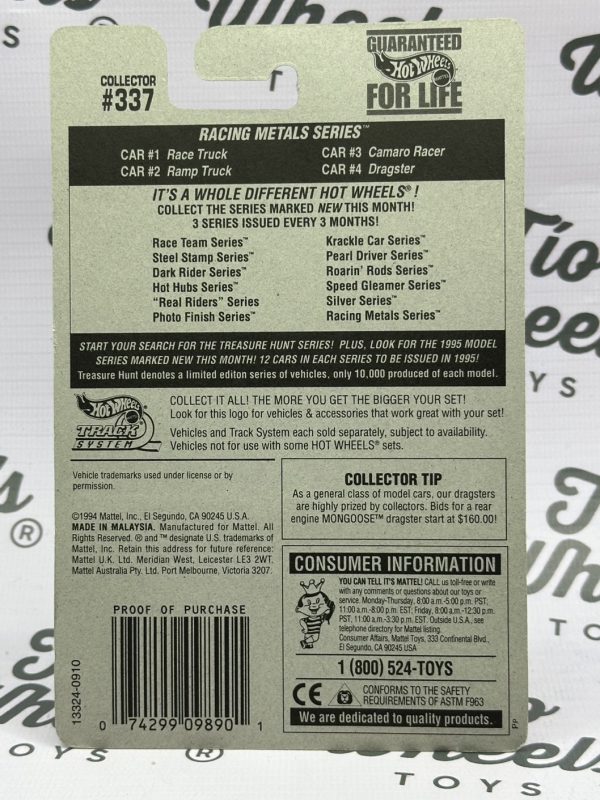 COLLECTOR
#337
GUARANTEED
Hot Wheels
FOR LIFE
RACING METALS SERIES™
CAR #1 Race Truck
CAR #2 Ramp Truck
CAR #3 Camaro Racer
CAR #4 Dragster
IT'S A WHOLE DIFFERENT HOT WHEELS® !
COLLECT THE SERIES MARKED NEW THIS MONTH!
3 SERIES ISSUED EVERY 3 MONTHS!
Race Team Series™
Steel Stamp Series™
Dark Rider Series™
Hot Hubs Series™
"Real Riders" Series
Photo Finish Series™
Krackle Car Series™
Pearl Driver Series™
Roarin' Rods Series™
Speed Gleamer Series™
Silver Series™
Racing Metals Series™
START YOUR SEARCH FOR THE TREASURE HUNT SERIES! PLUS, LOOK FOR THE 1995 MODEL
SERIES MARKED NEW THIS MONTH! 12 CARS IN EACH SERIES TO BE ISSUED IN 1995!
Treasure Hunt denotes a limited editon series of vehicles, only 10,000 produced of each model.
Hot Wheels
TRACK
SYSTEM
COLLECT IT ALL! THE MORE YOU GET THE BIGGER YOUR SET!
Look for this logo for vehicles & accessories that work great with your set!
Vehicles and Track System each sold separately, subject to availability.
Vehicles not for use with some HOT WHEELS® sets.
Vehicle trademarks used under license or by
permission.
©1994 Mattel, Inc., El Segundo, CA 90245 U.S.A.
MADE IN MALAYSIA. Manufactured for Mattel. All
Rights Reserved. ® and ™ designate U.S. trademarks of
Mattel, Inc. Retain this address for future reference:
Mattel U.K. Ltd. Meridian West, Leicester LE3 2WT.
Mattel Australia Pty. Ltd. Port Melbourne, Victoria 3207.
COLLECTOR TIP
As a general class of model cars, our dragsters
are highly prized by collectors. Bids for a rear
engine MONGOOSE™ dragster start at $160.00!
CONSUMER INFORMATION
YOU CAN TELL IT'S MATTEL! CALL us toll-free or write
with any comments or questions about our toys or
service. Monday-Thursday, 8:00 a.m.-5:00 p.m. PST,
11:00 a.m.-8:00 p.m. EST, Friday, 8:00 a.m.-12:30 p.m.
PST, 11:00 a.m.-3:30 p.m. EST. Outside U.S.A., see
telephone directory for Mattel listing.
Consumer Affairs, Mattel Toys, 333 Continental Blvd.,
El Segundo, CA 90245 USA
1 (800) 524-TOYS
CE
CONFORMS TO THE SAFETY
REQUIREMENTS OF ASTM F963
We are dedicated to quality products.
PP
PROOF OF PURCHASE
0 74299 09890 1
13324-0910
Tio
Wheels
TOYS